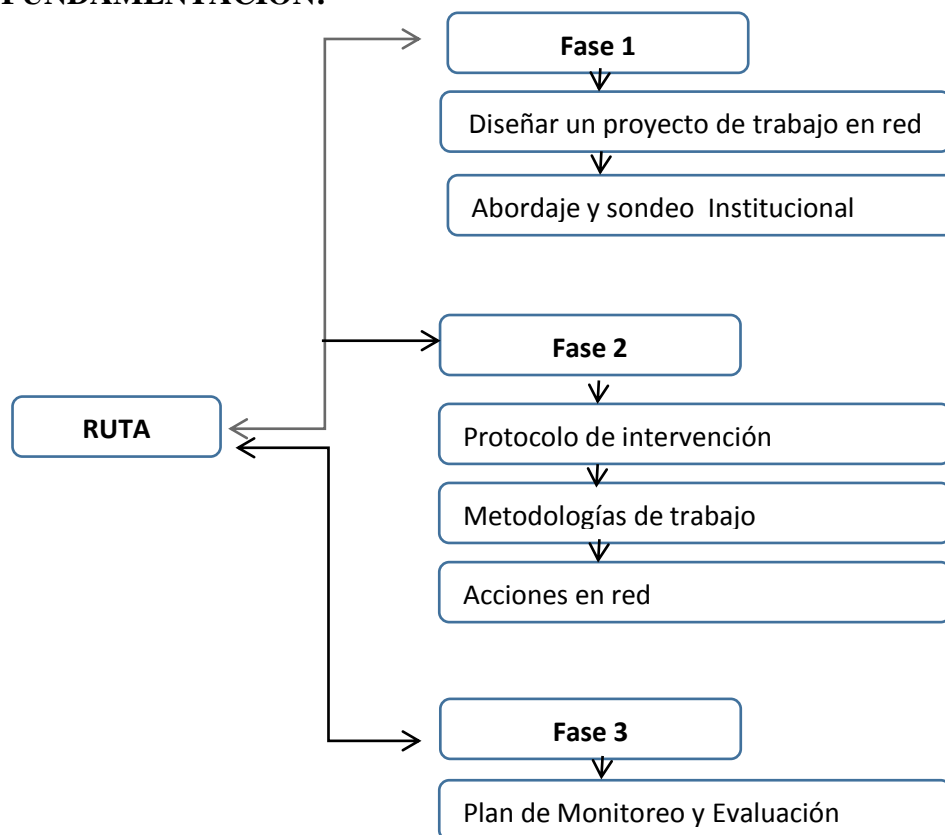 FUNDAMENTACIÓN:
Fase 1
Diseñar un proyecto de trabajo en red
Abordaje y sondeo Institucional
Fase 2
RUTA
Protocolo de intervención
Metodologías de trabajo
Acciones en red
Fase 3
Plan de Monitoreo y Evaluación